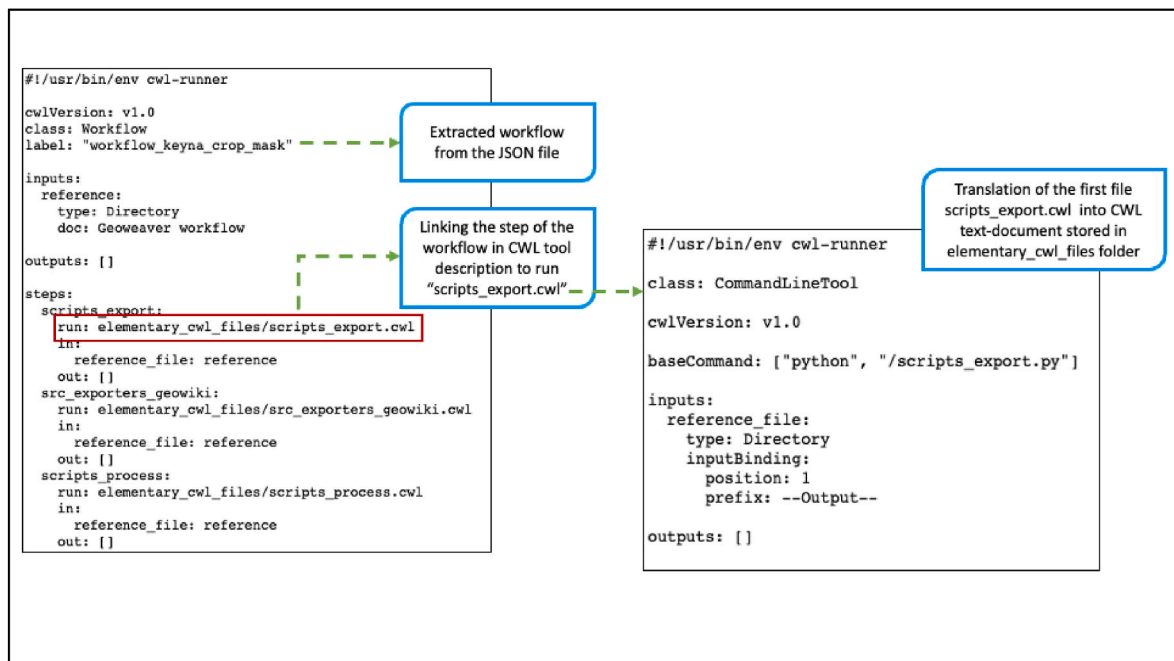 #!/usr/bin/env cwl-runner
cwlVersion: v1.0
class: Workflow
label: "workflow_keyna_crop_mask"
inputs:
  reference:
    type: Directory
    doc: Geoweaver workflow
outputs: []
steps:
  scripts_export:
    run: elementary_cwl_files/scripts_export.cwl
    in:
      reference_file: reference
    out: []
  src_exporters_geowiki:
    run: elementary_cwl_files/src_exporters_geowiki.cwl
    in:
      reference_file: reference
    out: []
  scripts_process:
    run: elementary_cwl_files/scripts_process.cwl
    in:
      reference_file: reference
    out: []
Extracted workflow
from the JSON file
Linking the step of the
workflow in CWL tool
description to run
“scripts_export.cwl”
Translation of the first file
scripts_export.cwl into CWL
text-document stored in
elementary_cwl_files folder
#!/usr/bin/env cwl-runner
class: CommandLineTool
cwlVersion: v1.0
baseCommand: ["python", "/scripts_export.py"]
inputs:
  reference_file:
    type: Directory
    inputBinding:
      position: 1
      prefix: --Output--
outputs: []